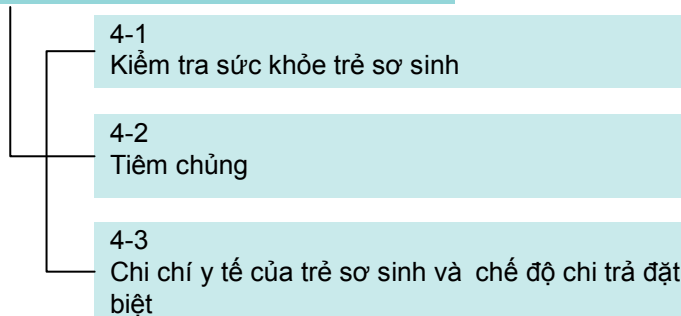 4-1
Kiểm tra sức khỏe trẻ sơ sinh
4-2
Tiêm chủng
4-3
Chi chí y tế của trẻ sơ sinh và chế độ chi trả đặt
biệt